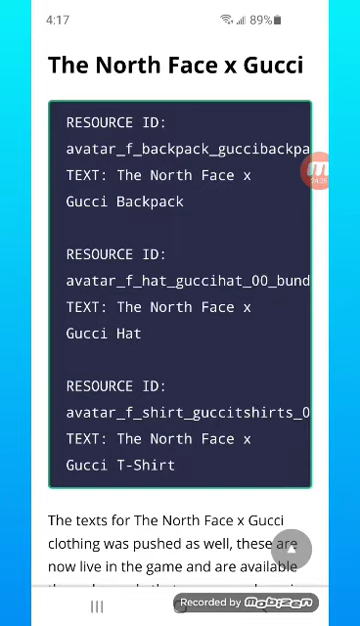 4:17
89%
The North Face x Gucci
RESOURCE ID:
avatar_f_backpack_guccibackpa
TEXT: The North Face x
Gucci Backpack
RESOURCE ID:
avatar_f_hat_guccihat_00_bund
TEXT: The North Face x
Gucci Hat
RESOURCE ID:
avatar_f_shirt_guccitshirts_0
TEXT: The North Face x
Gucci T-Shirt
The texts for The North Face x Gucci
clothing was pushed as well, these are
now live in the game and are available
Recorded by MOBIZEN